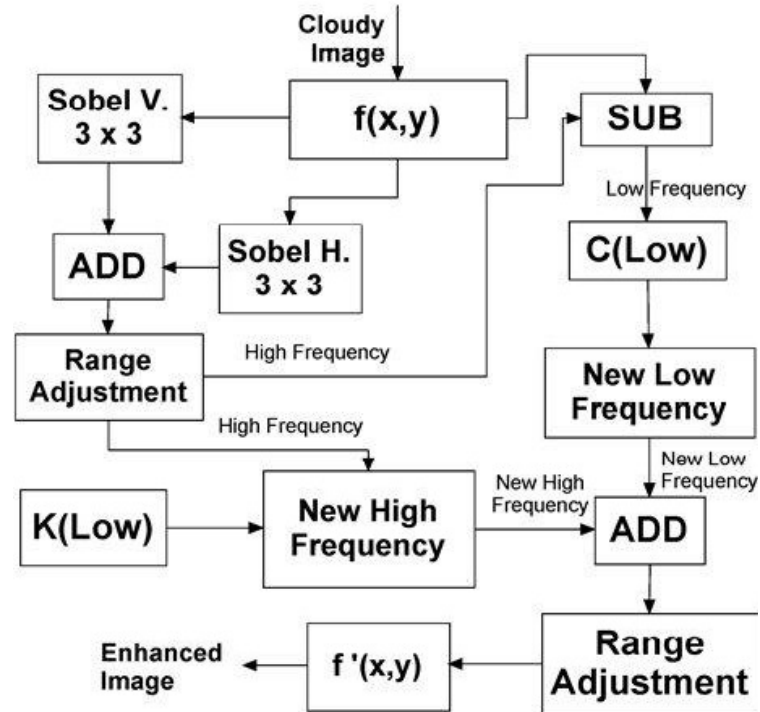 Cloudy
Image
f(x,y)
Sobel V.
3 x 3
SUB
Low Frequency
C(Low)
Sobel H.
3 x 3
ADD
Range
Adjustment
High Frequency
New Low
Frequency
High Frequency
New Low
Frequency
New High
Frequency
K(Low)
New High
Frequency
ADD
Range
Adjustment
f '(x,y)
Enhanced
Image